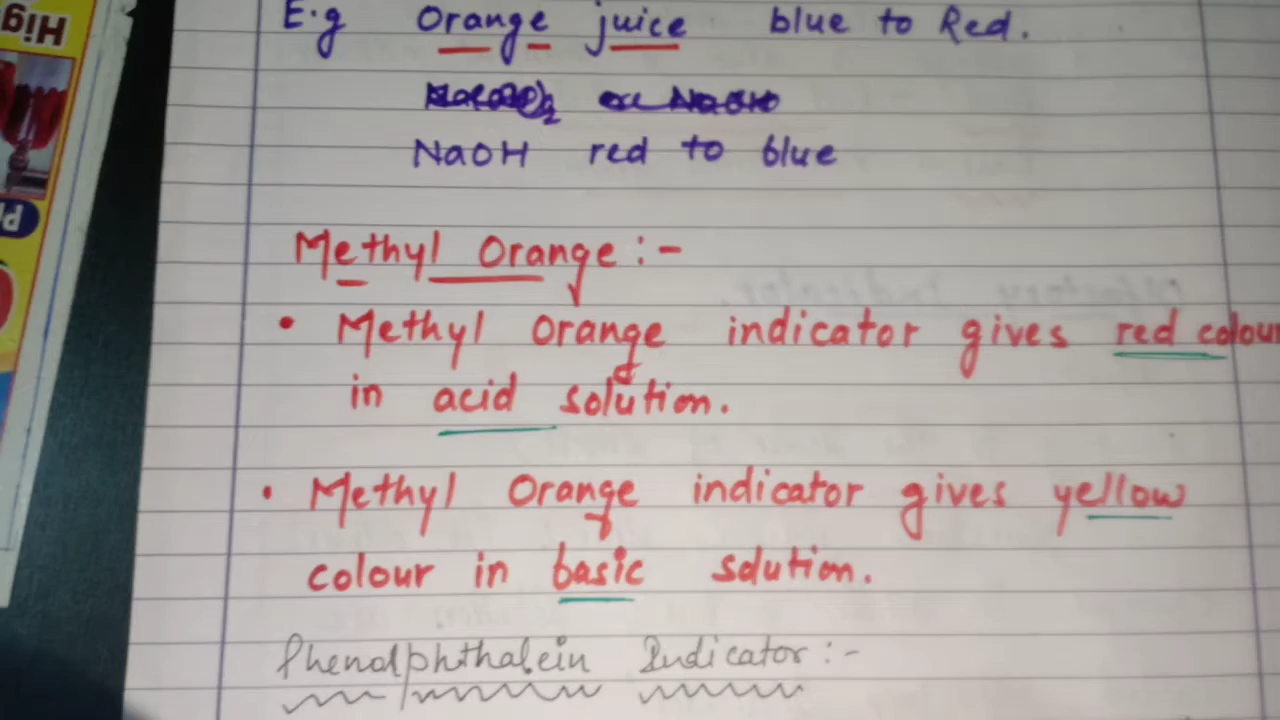 E.g Orange juice blue to Red.
NaOH red to blue
Methyl Orange :-
• Methyl Orange indicator gives red colour
in acid solution.
• Methyl Orange indicator gives yellow
colour in basic solution.
Phenolphthalein Indicator :-
Hig